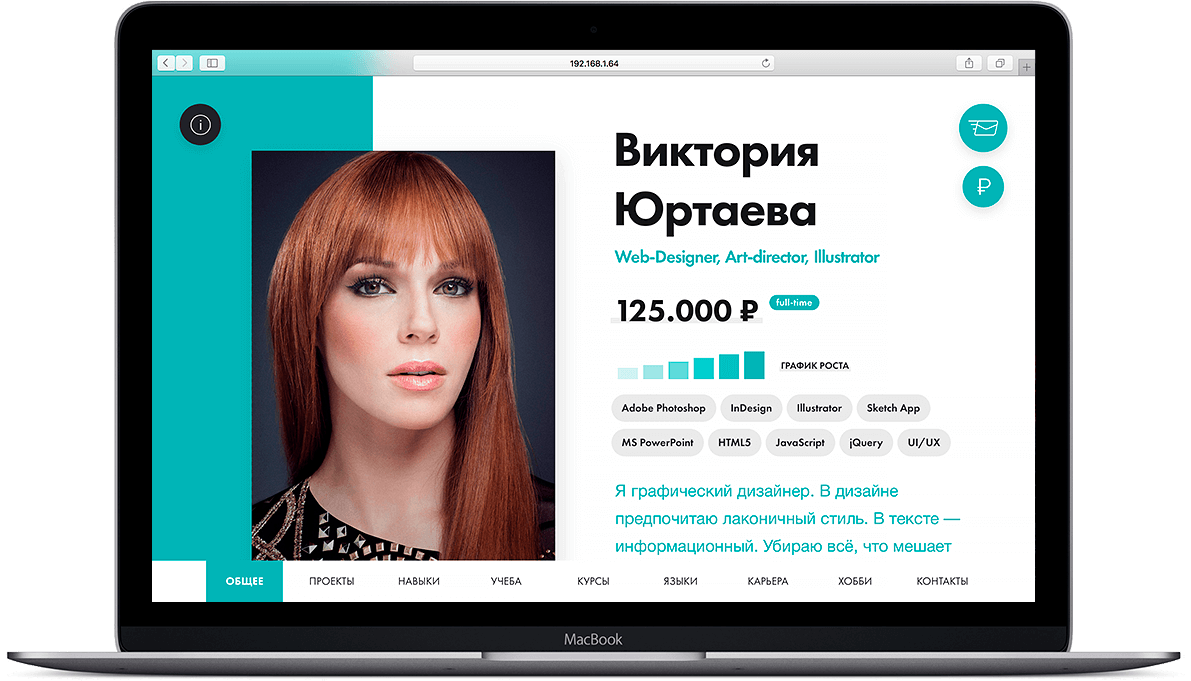 192.168.1.64
Виктория
Юртаева
Web-Designer, Art-director, Illustrator
125.000 ₽ full-time
ГРАФИК РОСТА
Adobe Photoshop InDesign Illustrator Sketch App
MS PowerPoint HTML5 JavaScript jQuery UI/UX
Я графический дизайнер. В дизайне
предпочитаю лаконичный стиль. В тексте —
информационный. Убираю всё, что мешает
ОБЩЕЕ ПРОЕКТЫ НАВЫКИ УЧЕБА КУРСЫ ЯЗЫКИ КАРЬЕРА ХОББИ КОНТАКТЫ
MacBook